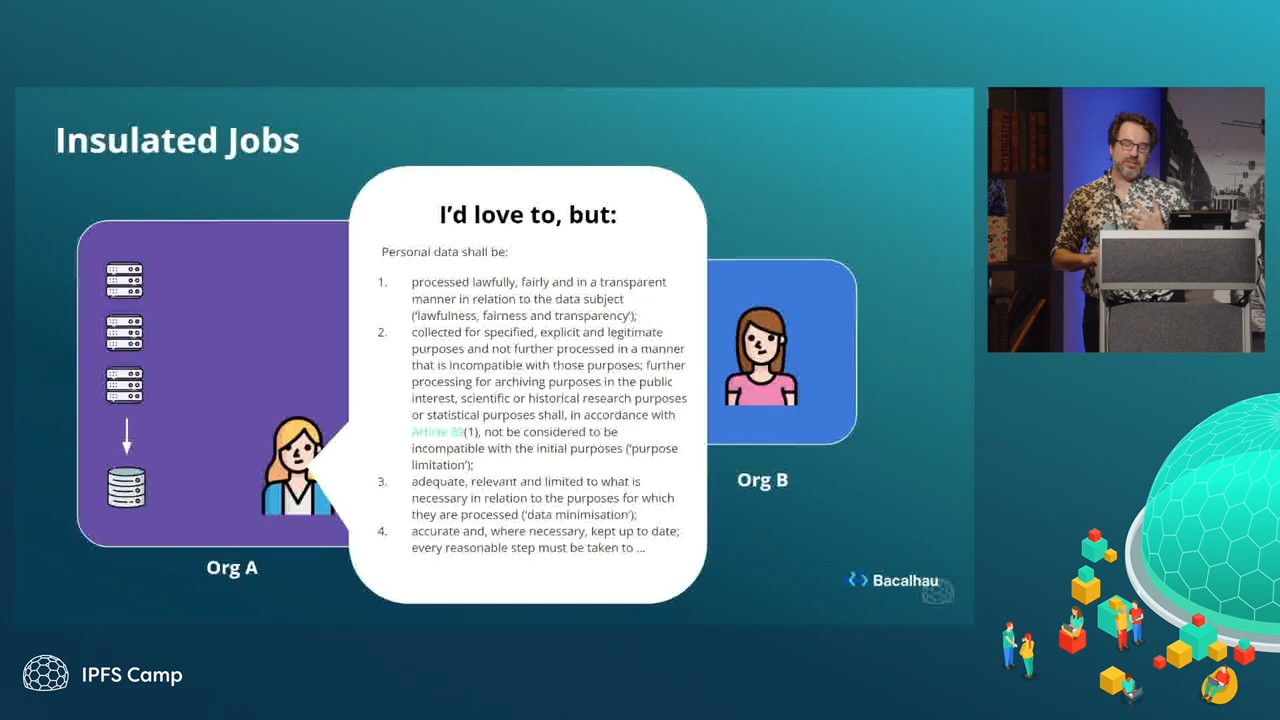 Insulated Jobs
I'd love to, but:
Personal data shall be:
1. processed lawfully, fairly and in a transparent
manner in relation to the data subject
('lawfulness, fairness and transparency');
2. collected for specified, explicit and legitimate
purposes and not further processed in a manner
that is incompatible with those purposes; further
processing for archiving purposes in the public
interest, scientific or historical research purposes
or statistical purposes shall, in accordance with
Article 89(1), not be considered to be
incompatible with the initial purposes ('purpose
limitation');
3. adequate, relevant and limited to what is
necessary in relation to the purposes for which
they are processed ('data minimisation');
4. accurate and, where necessary, kept up to date;
every reasonable step must be taken to ...
Org A
Org B
Bacalhau
IPFS Camp